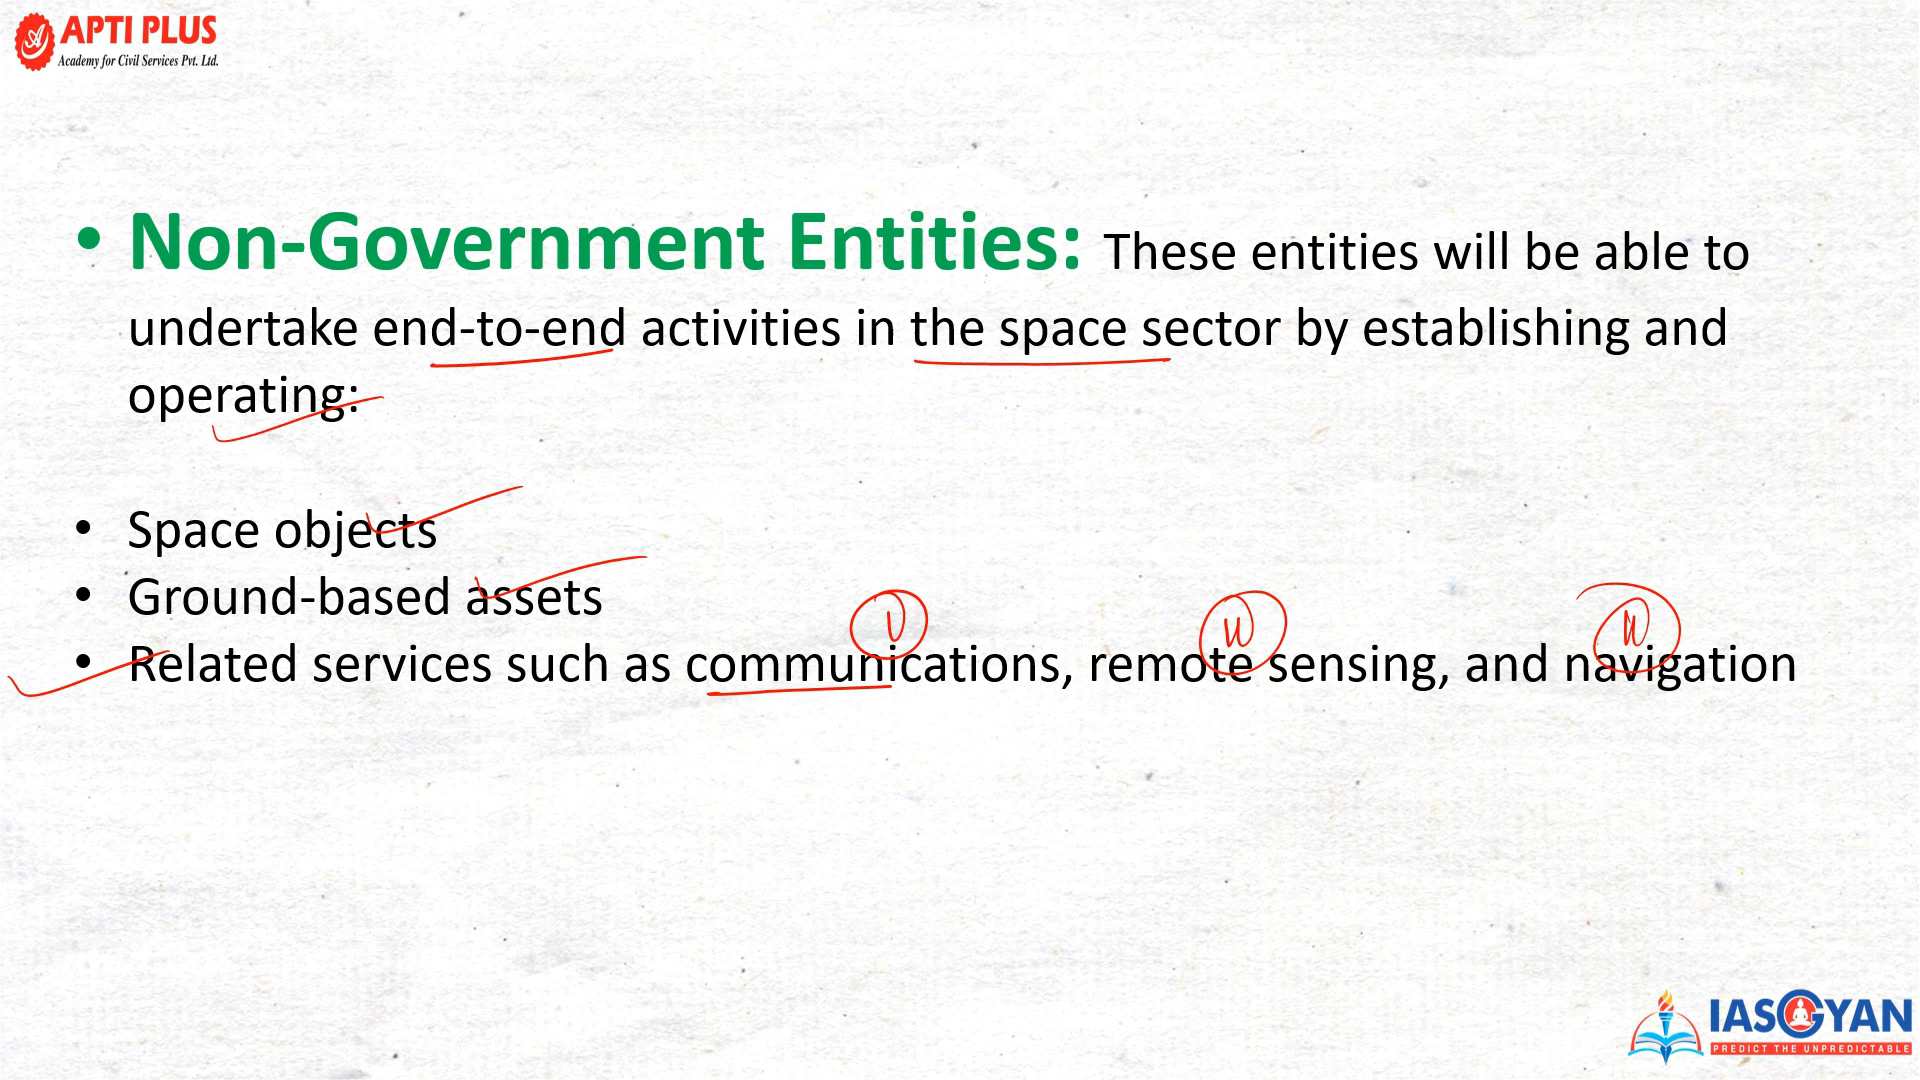 APTI PLUS
Academy for Civil Services Pvt. Ltd.
• Non-Government Entities: These entities will be able to
undertake end-to-end activities in the space sector by establishing and
operating:
• Space objects
• Ground-based assets
• Related services such as communications, remote sensing, and navigation
IASGYAN
PREDICT THE UNPREDICTABLE